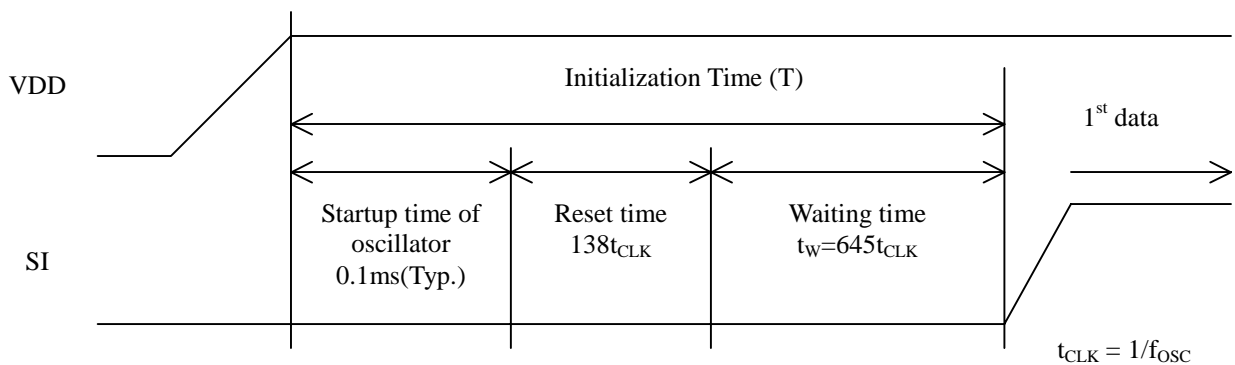 VDD
Initialization Time (T)
1st data
Startup time of
oscillator
0.1ms(Typ.)
Reset time
138tCLK
Waiting time
tW=645tCLK
SI
tCLK = 1/fOSC